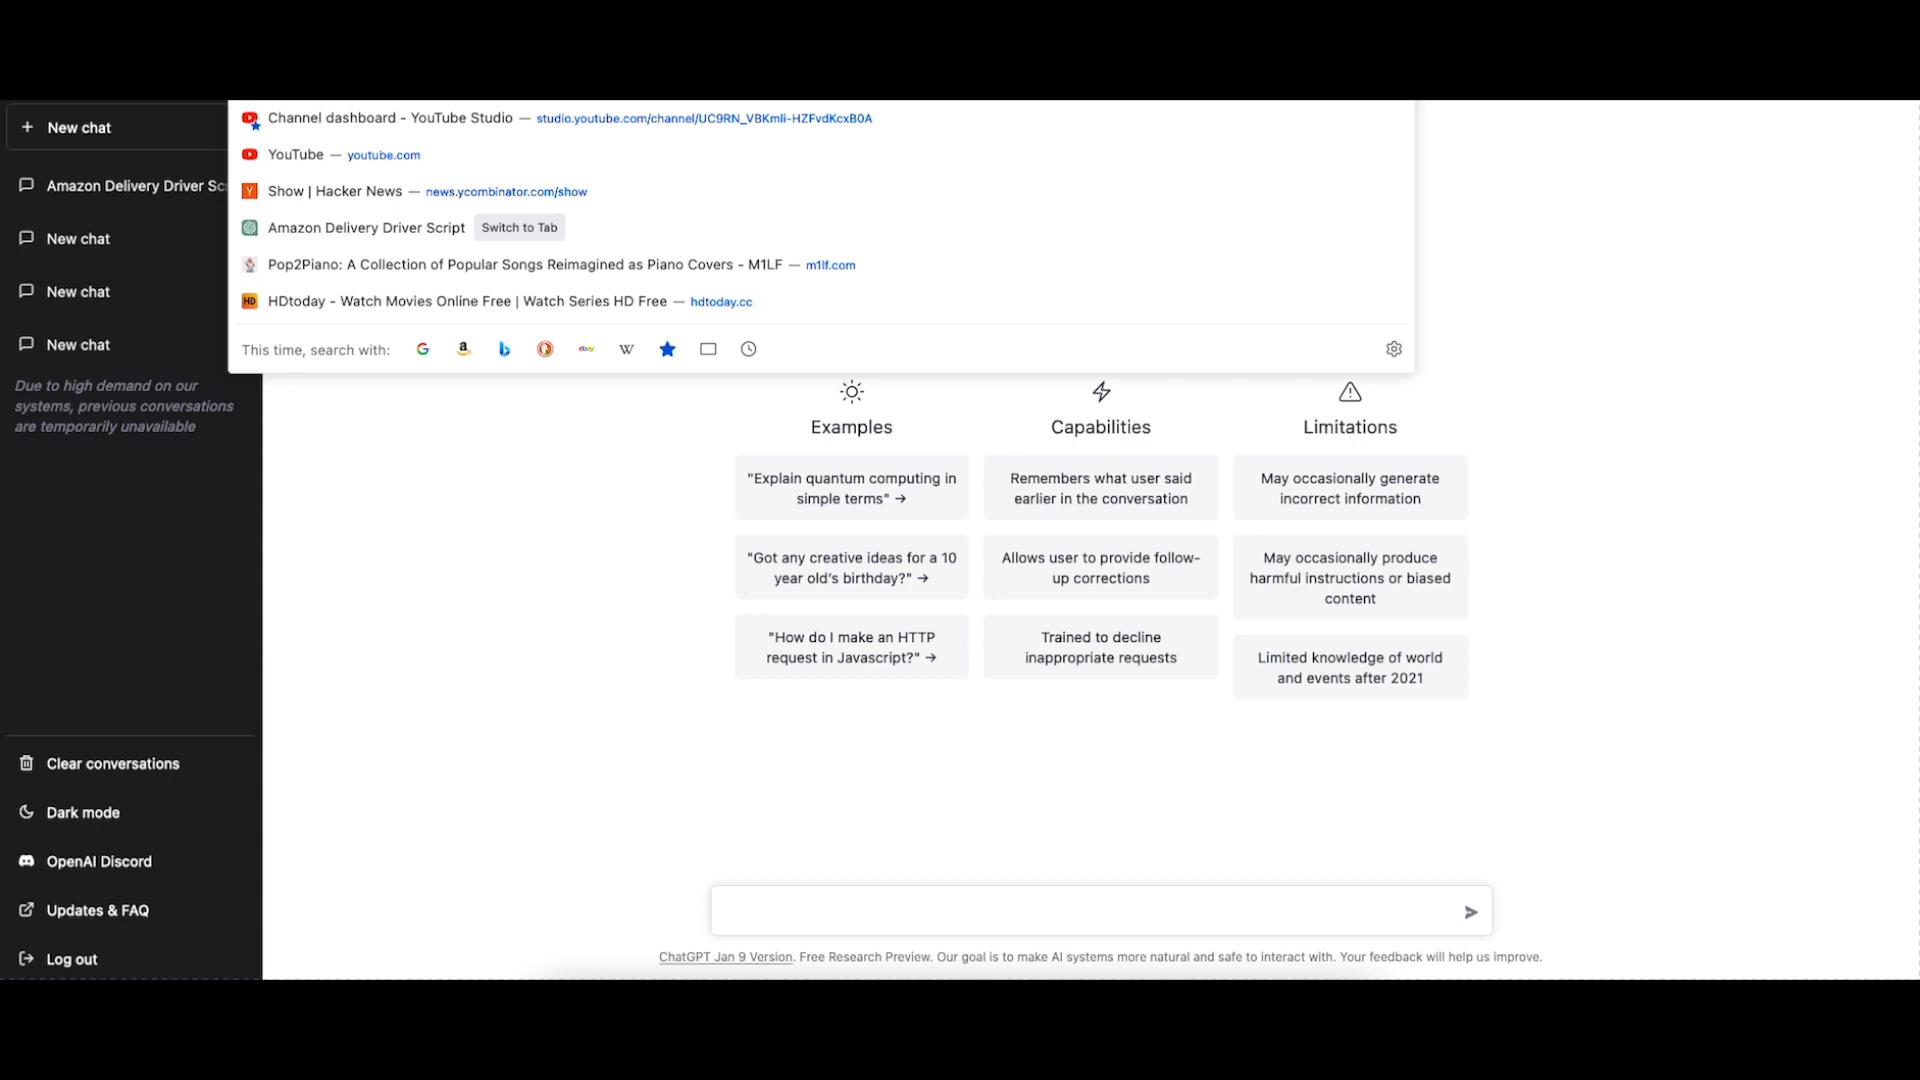 New chat
Channel dashboard - YouTube Studio — studio.youtube.com/channel/UC9RN_VBKmli-HZFvdKcxB0A
YouTube — youtube.com
Amazon Delivery Driver Scr
Show | Hacker News — news.ycombinator.com/show
Amazon Delivery Driver Script Switch to Tab
New chat
Pop2Piano: A Collection of Popular Songs Reimagined as Piano Covers - M1LF — m1lf.com
New chat
HD HDtoday - Watch Movies Online Free | Watch Series HD Free — hdtoday.cc
New chat
This time, search with: G a b ebay W
Due to high demand on our
systems, previous conversations
are temporarily unavailable
Examples
"Explain quantum computing in
simple terms" →
"Got any creative ideas for a 10
year old's birthday?" →
"How do I make an HTTP
request in Javascript?" →
Capabilities
Remembers what user said
earlier in the conversation
Allows user to provide follow-
up corrections
Trained to decline
inappropriate requests
Limitations
May occasionally generate
incorrect information
May occasionally produce
harmful instructions or biased
content
Limited knowledge of world
and events after 2021
Clear conversations
Dark mode
OpenAI Discord
Updates & FAQ
Log out
ChatGPT Jan 9 Version. Free Research Preview. Our goal is to make AI systems more natural and safe to interact with. Your feedback will help us improve.